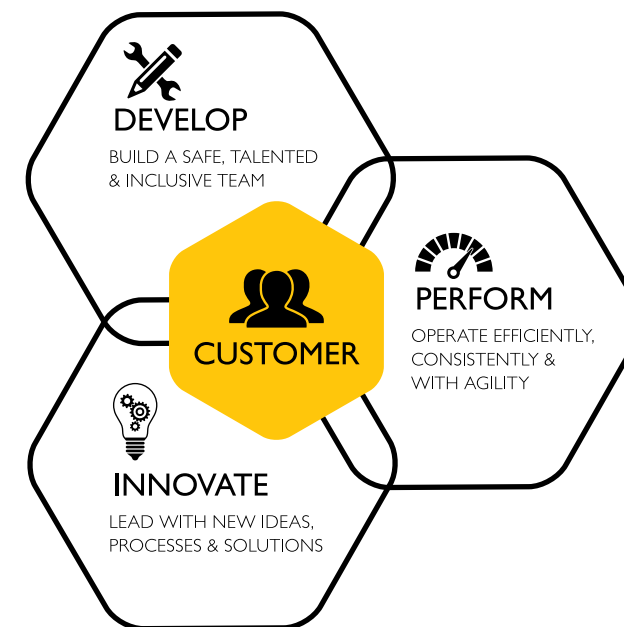 DEVELOP
BUILD A SAFE, TALENTED
& INCLUSIVE TEAM
PERFORM
OPERATE EFFICIENTLY,
CONSISTENTLY &
WITH AGILITY
CUSTOMER
INNOVATE
LEAD WITH NEW IDEAS,
PROCESSES & SOLUTIONS